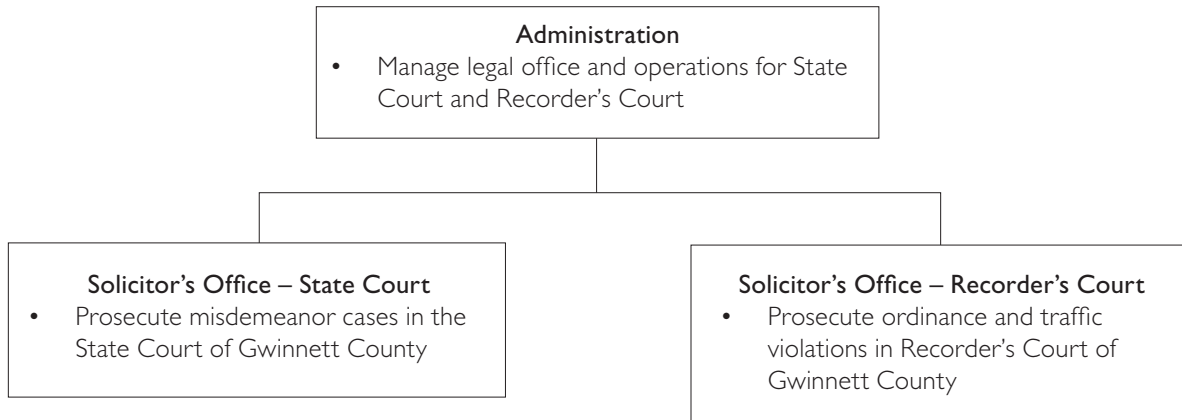 Administration
• Manage legal office and operations for State
Court and Recorder’s Court
Solicitor’s Office – State Court
• Prosecute misdemeanor cases in the
State Court of Gwinnett County
Solicitor’s Office – Recorder’s Court
• Prosecute ordinance and traffic
violations in Recorder’s Court of
Gwinnett County